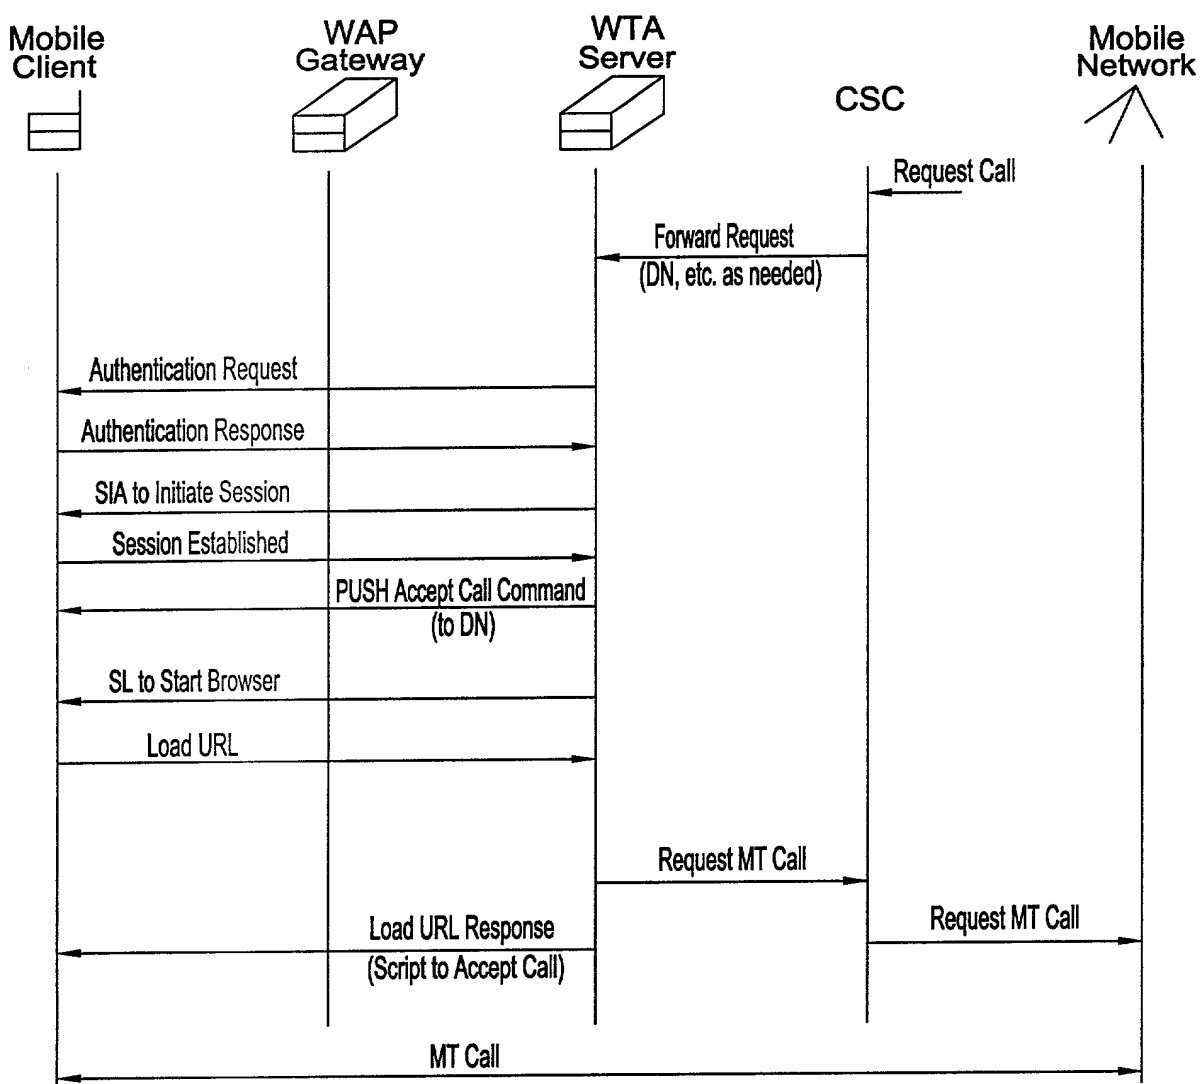 Mobile
Client
WAP
Gateway
WTA
Server
CSC
Mobile
Network
Request Call
Forward Request
(DN, etc. as needed)
Authentication Request
Authentication Response
SIA to Initiate Session
Session Established
PUSH Accept Call Command
(to DN)
SL to Start Browser
Load URL
Request MT Call
Load URL Response
(Script to Accept Call)
Request MT Call
MT Call